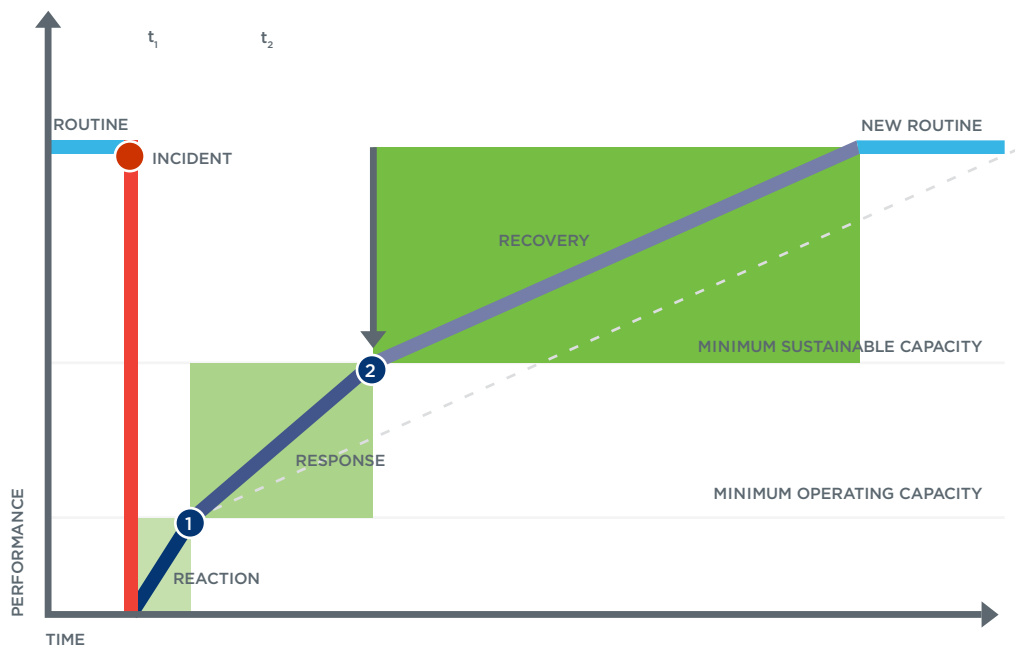 t1
t2
ROUTINE
NEW ROUTINE
INCIDENT
RECOVERY
MINIMUM SUSTAINABLE CAPACITY
2
RESPONSE
MINIMUM OPERATING CAPACITY
1
REACTION
PERFORMANCE
TIME